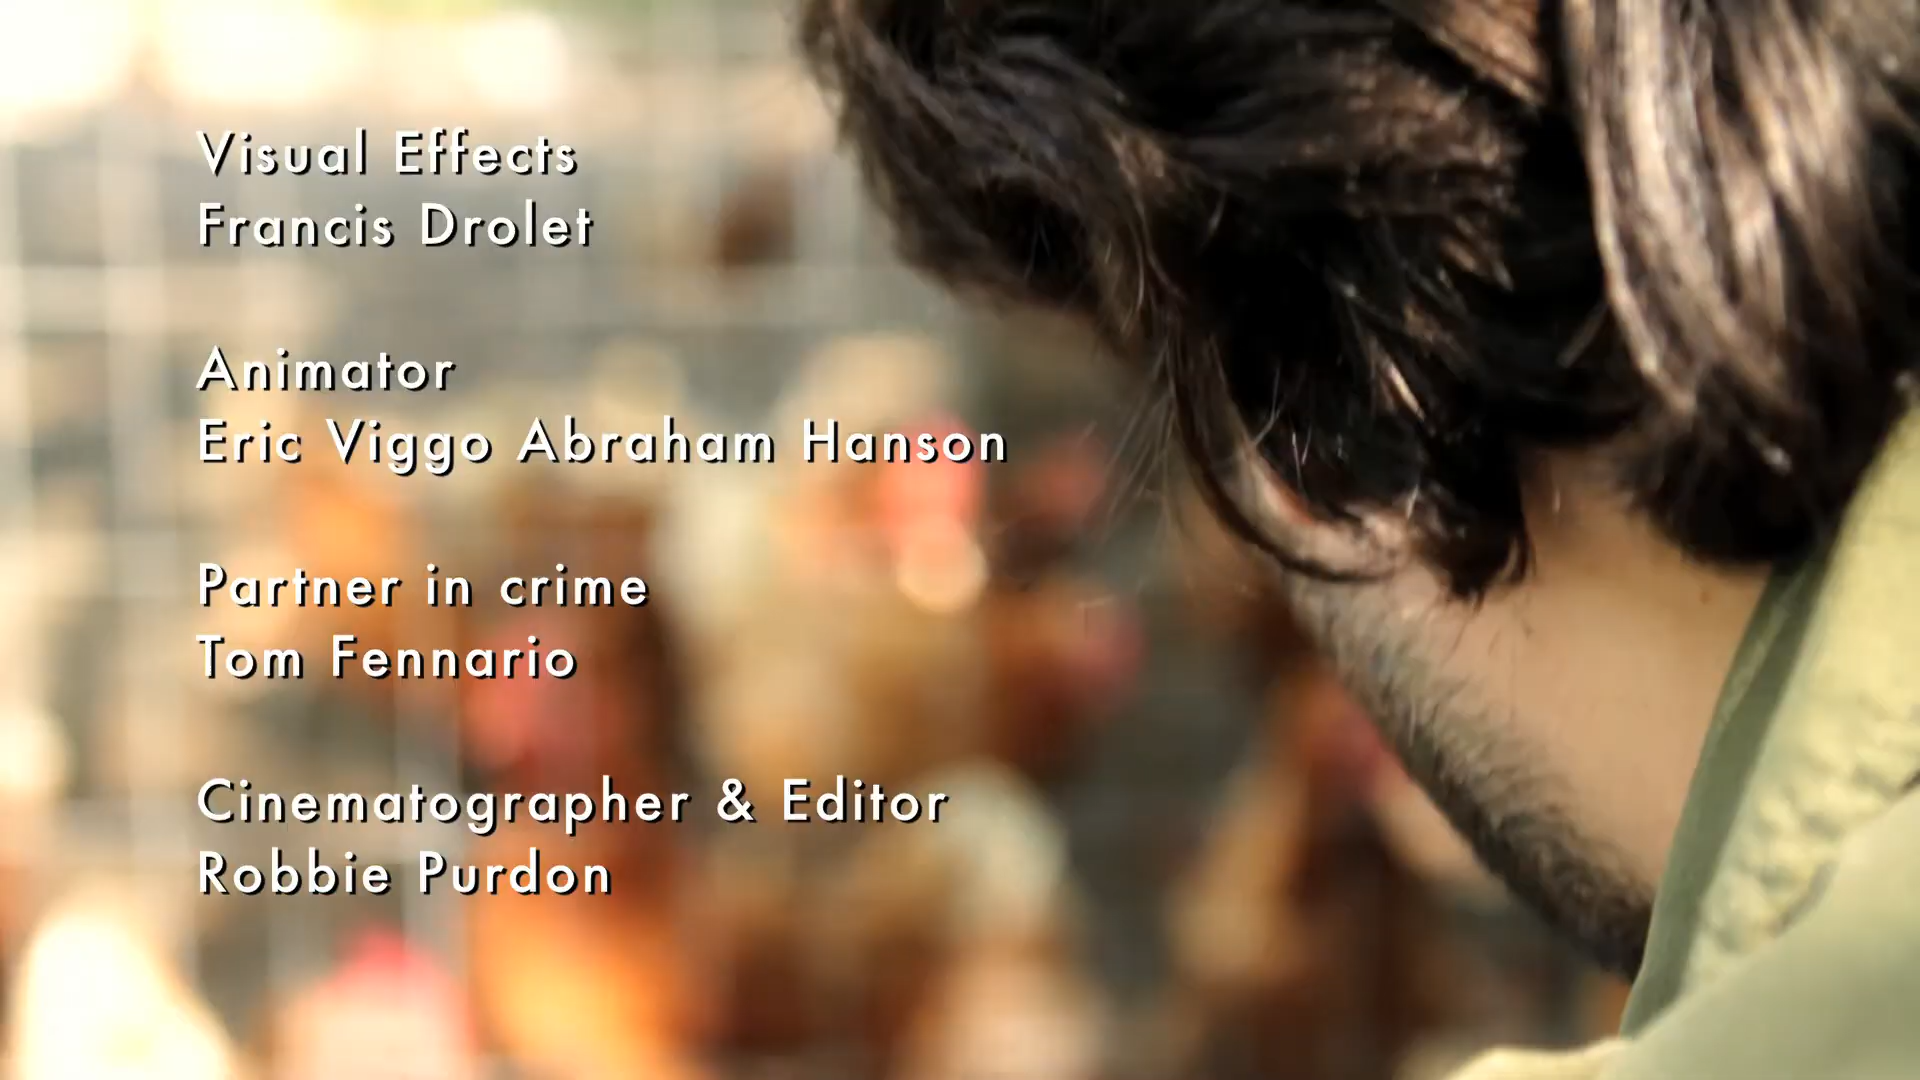 Visual Effects
Francis Drolet
Animator
Eric Viggo Abraham Hanson
Partner in crime
Tom Fennario
Cinematographer & Editor
Robbie Purdon